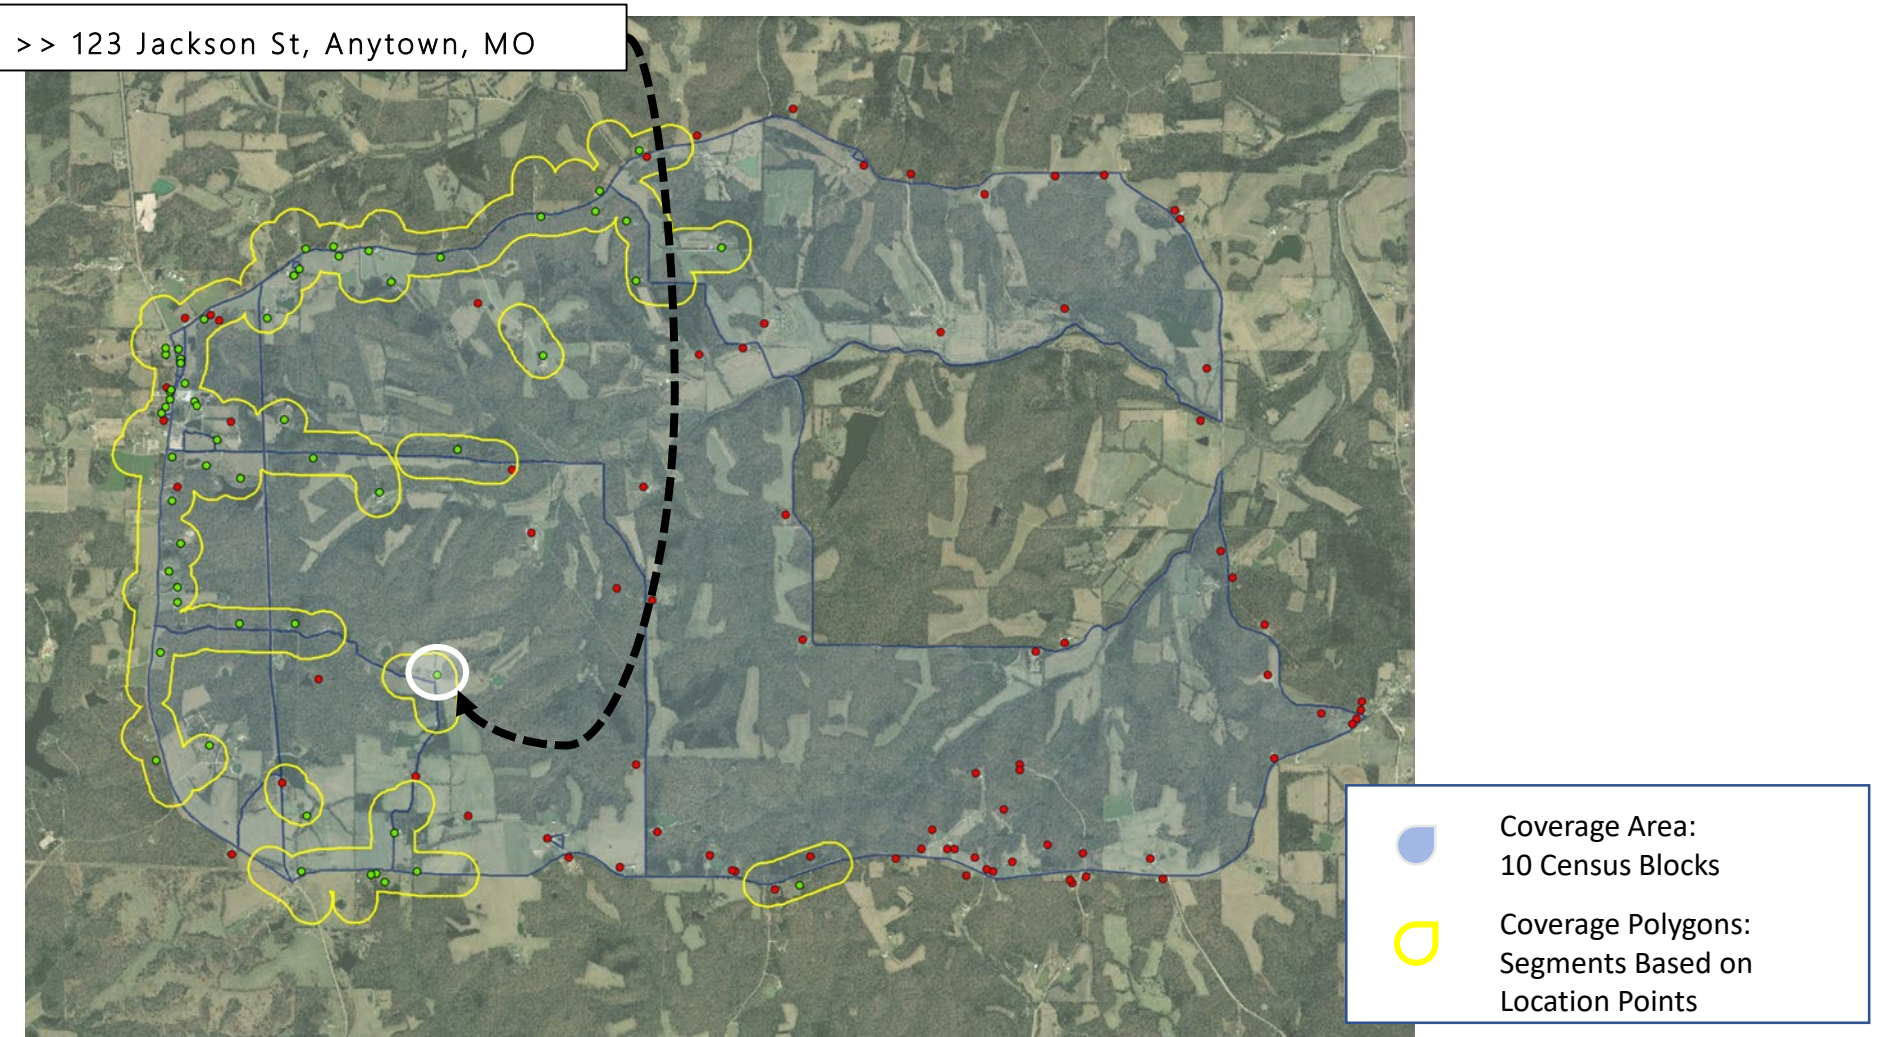 >> 123 Jackson St, Anytown, MO
Coverage Area:
10 Census Blocks
Coverage Polygons:
Segments Based on
Location Points